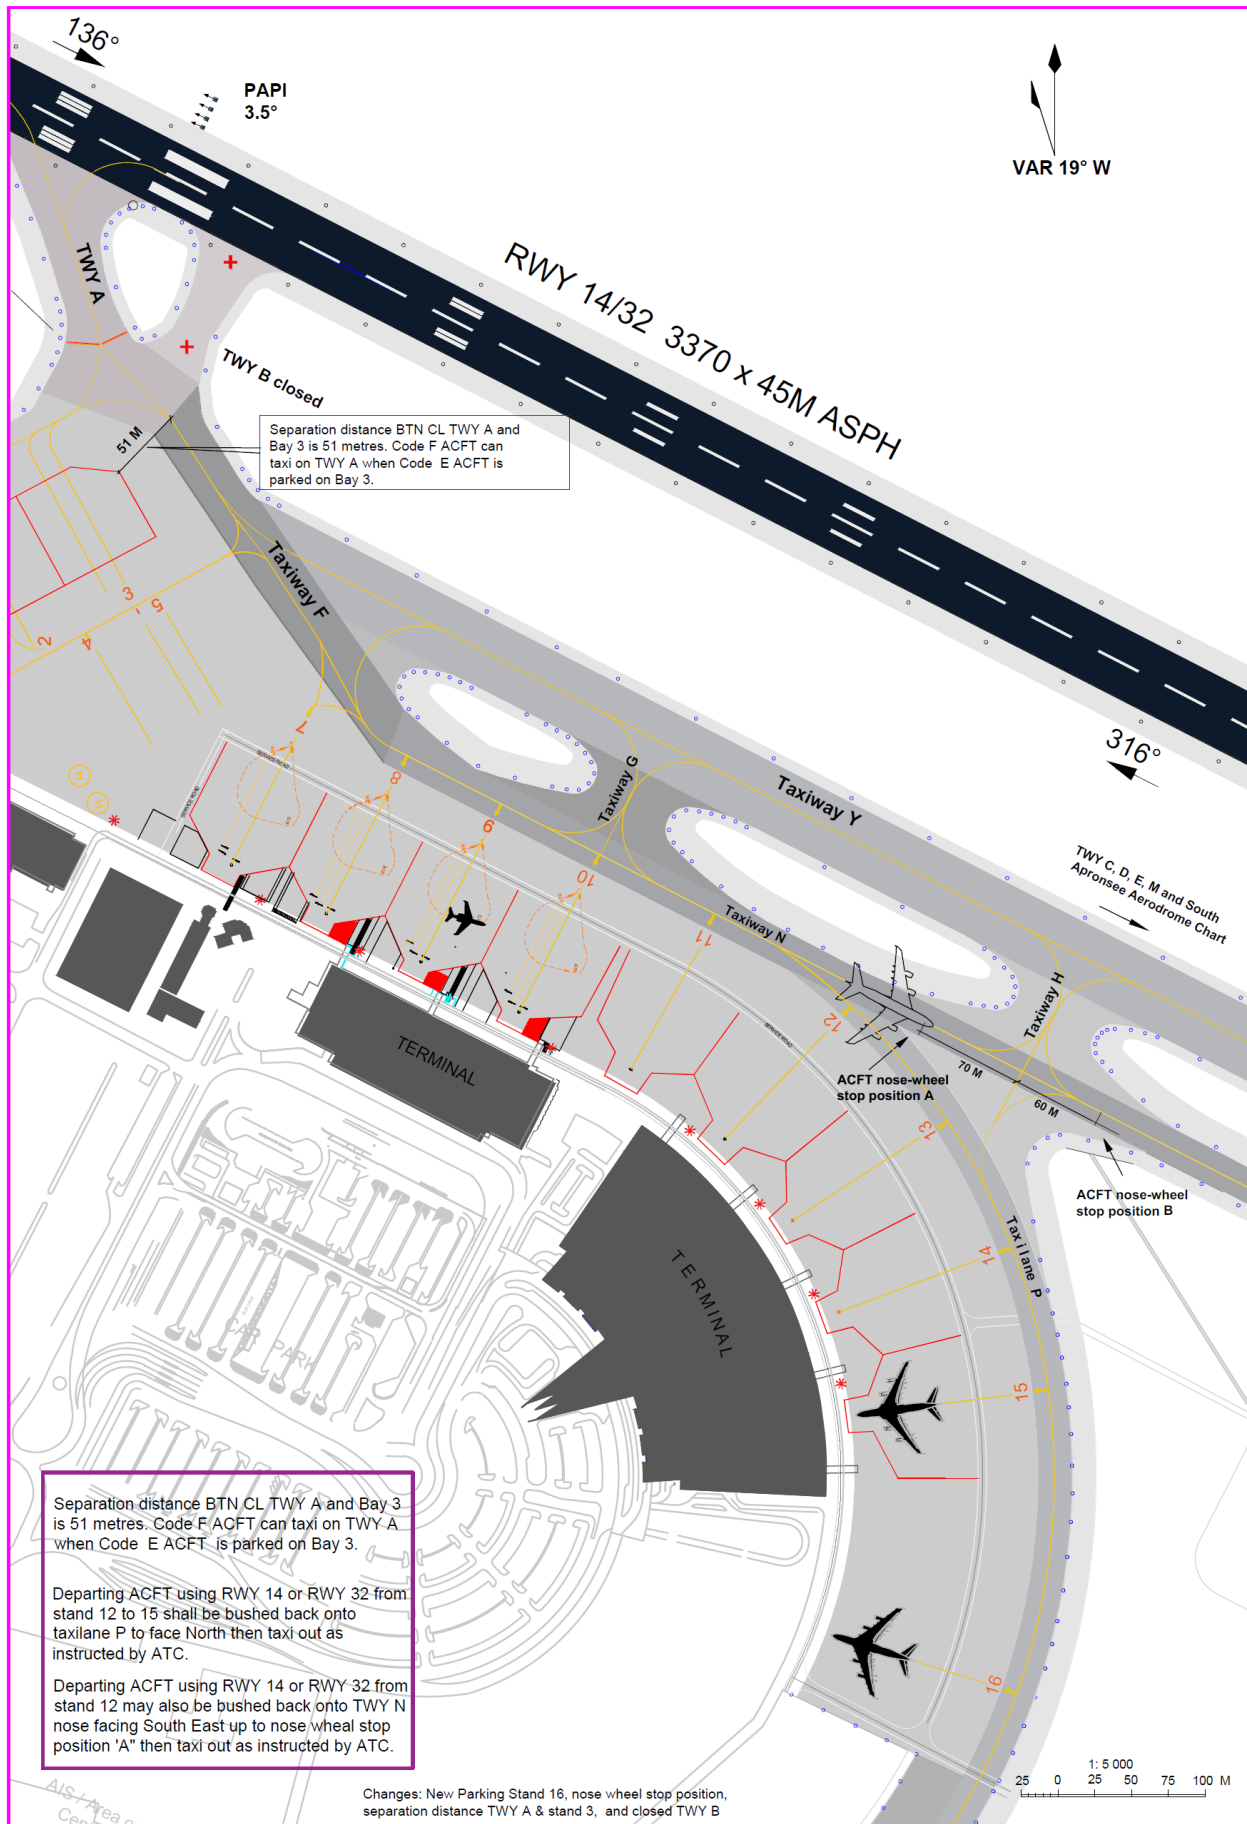 136°
PAPI
3.5°
VAR 19° W
RWY 14/32 3370 x 45M ASPH
TWY A
TWY B closed
51 M
Separation distance BTN CL TWY A and
Bay 3 is 51 metres. Code F ACFT can
taxi on TWY A when Code E ACFT is
parked on Bay 3.
Taxiway F
2
3
4
5
7
8
9
10
11
12
13
14
15
16
316°
Taxiway G
Taxiway Y
TWY C, D, E, M and South
Apronsee Aerodrome Chart
Taxiway N
Taxiway H
SERVICE ROAD
SERVICE ROAD
SERVICE ROAD
H
H
ACFT nose-wheel
stop position A
70 M
60 M
ACFT nose-wheel
stop position B
Taxilane P
TERMINAL
TERMINAL
CAR PARK
Separation distance BTN CL TWY A and Bay 3
is 51 metres. Code F ACFT can taxi on TWY A
when Code E ACFT is parked on Bay 3.
Departing ACFT using RWY 14 or RWY 32 from
stand 12 to 15 shall be bushed back onto
taxilane P to face North then taxi out as
instructed by ATC.
Departing ACFT using RWY 14 or RWY 32 from
stand 12 may also be bushed back onto TWY N
nose facing South East up to nose wheal stop
position 'A" then taxi out as instructed by ATC.
AIS / Area
Changes: New Parking Stand 16, nose wheel stop position,
separation distance TWY A & stand 3, and closed TWY B
1: 5 000
25 0 25 50 75 100 M